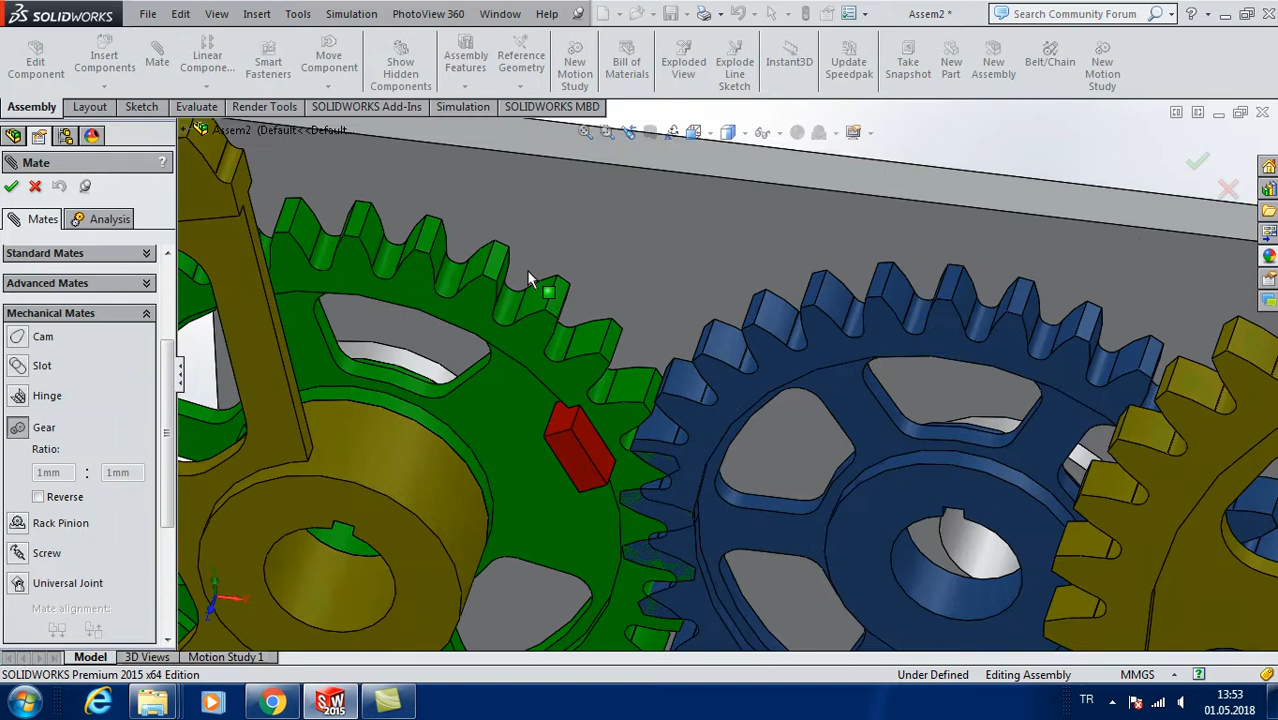 SOLIDWORKS File Edit View Insert Tools Simulation PhotoView 360 Window Help Assem2 * Search Community Forum ?
Edit Component
Insert Components
Mate
Linear Compone...
Smart Fasteners
Move Component
Show Hidden Components
Assembly Features
Reference Geometry
New Motion Study
Bill of Materials
Exploded View
Explode Line Sketch
Instant3D
Update Speedpak
Take Snapshot
New Part
New Assembly
Belt/Chain
New Motion Study
Assembly Layout Sketch Evaluate Render Tools SOLIDWORKS Add-Ins Simulation SOLIDWORKS MBD
Assem2 (Default<<Default...
Mate ?
Mates Analysis
Standard Mates
Advanced Mates
Mechanical Mates
Cam
Slot
Hinge
Gear
Ratio:
1mm : 1mm
Reverse
Rack Pinion
Screw
Universal Joint
Mate alignment:
Model 3D Views Motion Study 1
SOLIDWORKS Premium 2015 x64 Edition Under Defined Editing Assembly MMGS ?
SW 2015 TR 13:53
01.05.2018